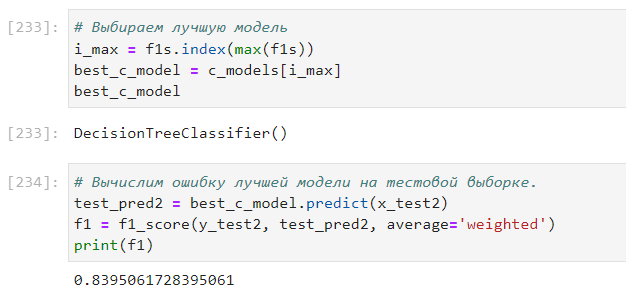 [233]: # Выбираем лучшую модель
i_max = f1s.index(max(f1s))
best_c_model = c_models[i_max]
best_c_model
[233]: DecisionTreeClassifier()
[234]: # Вычислим ошибку лучшей модели на тестовой выборке.
test_pred2 = best_c_model.predict(x_test2)
f1 = f1_score(y_test2, test_pred2, average='weighted')
print(f1)
0.8395061728395061